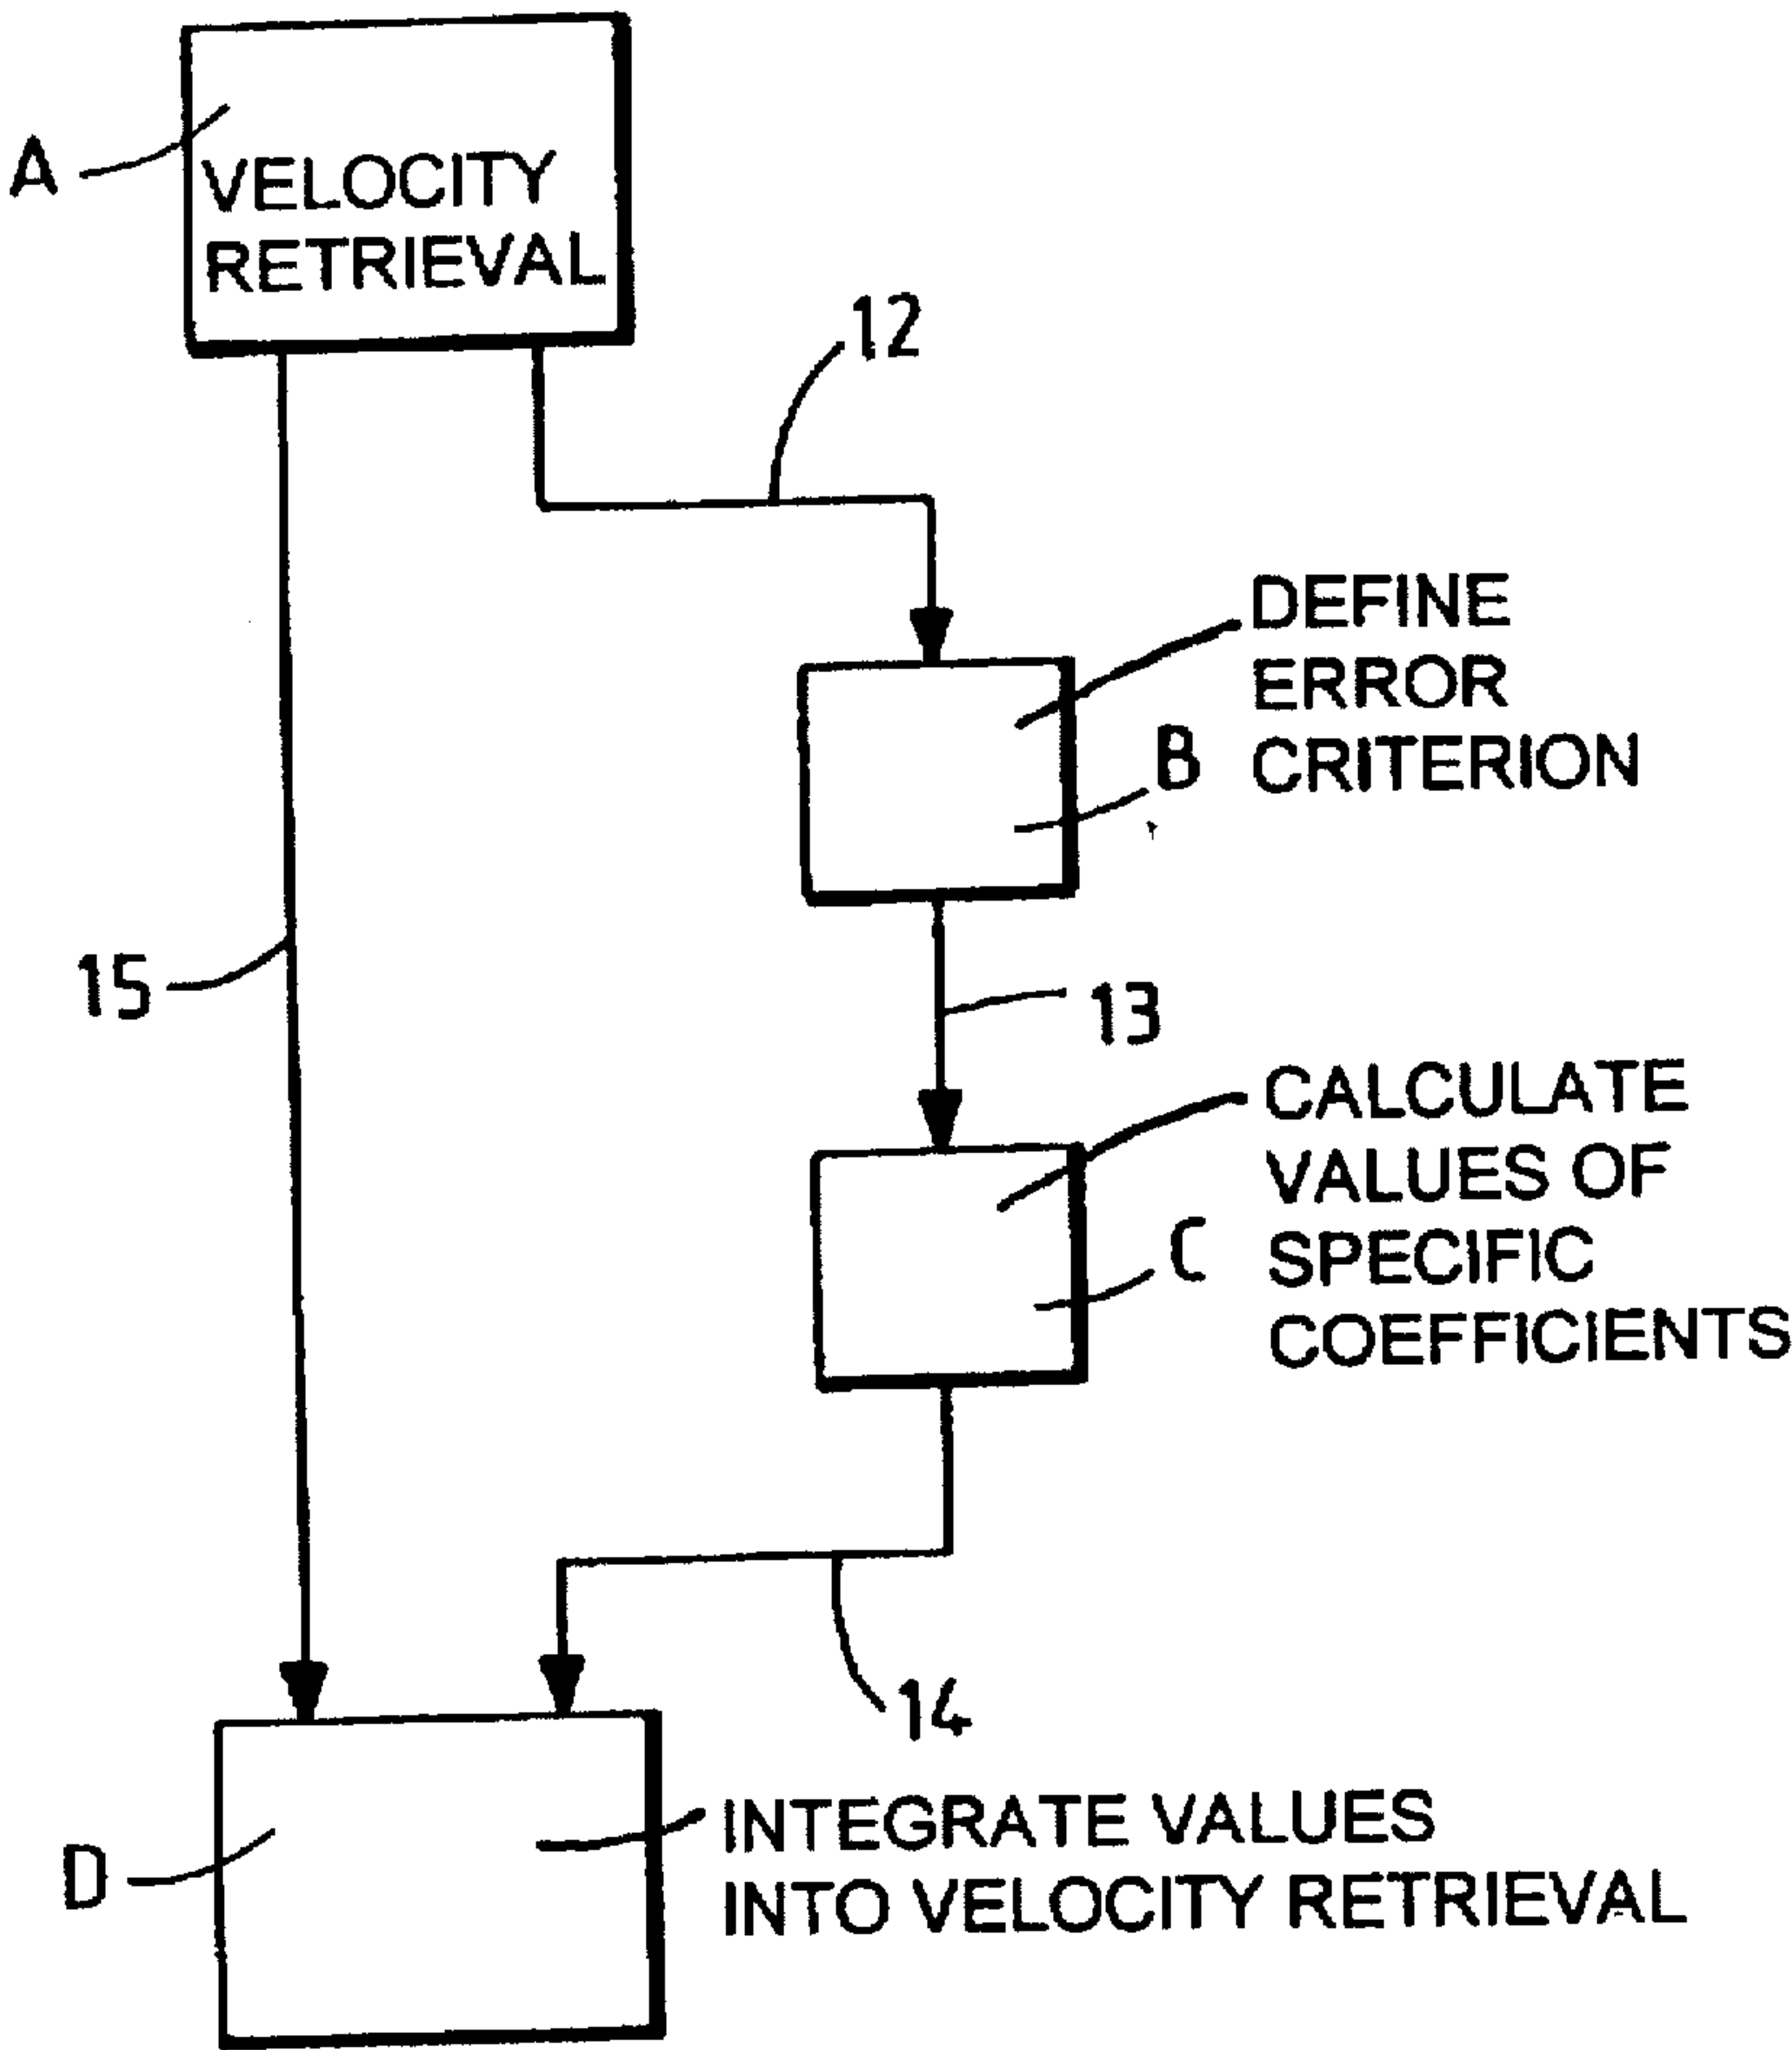 A
VELOCITY
RETRIEVAL
12
DEFINE
ERROR
CRITERION
B
15
13
CALCULATE
VALUES OF
SPECIFIC
COEFFICIENTS
C
14
D
INTEGRATE VALUES
INTO VELOCITY RETRIEVAL